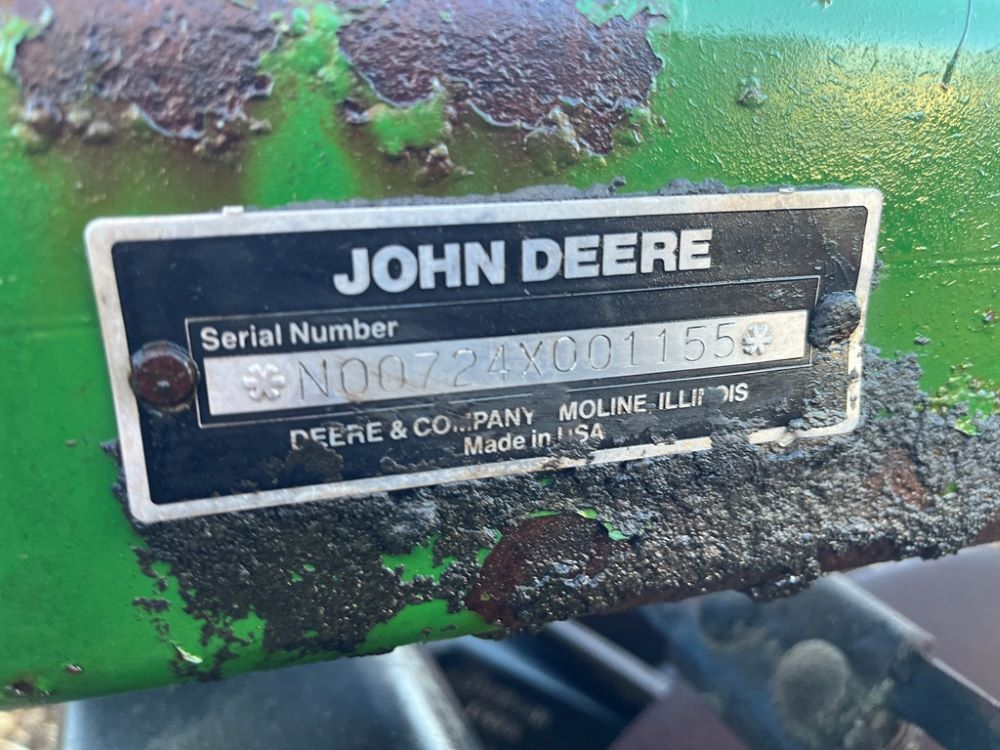 JOHN DEERE
Serial Number
*N00724X001155*
DEERE & COMPANY MOLINE ILLINOIS
Made in USA